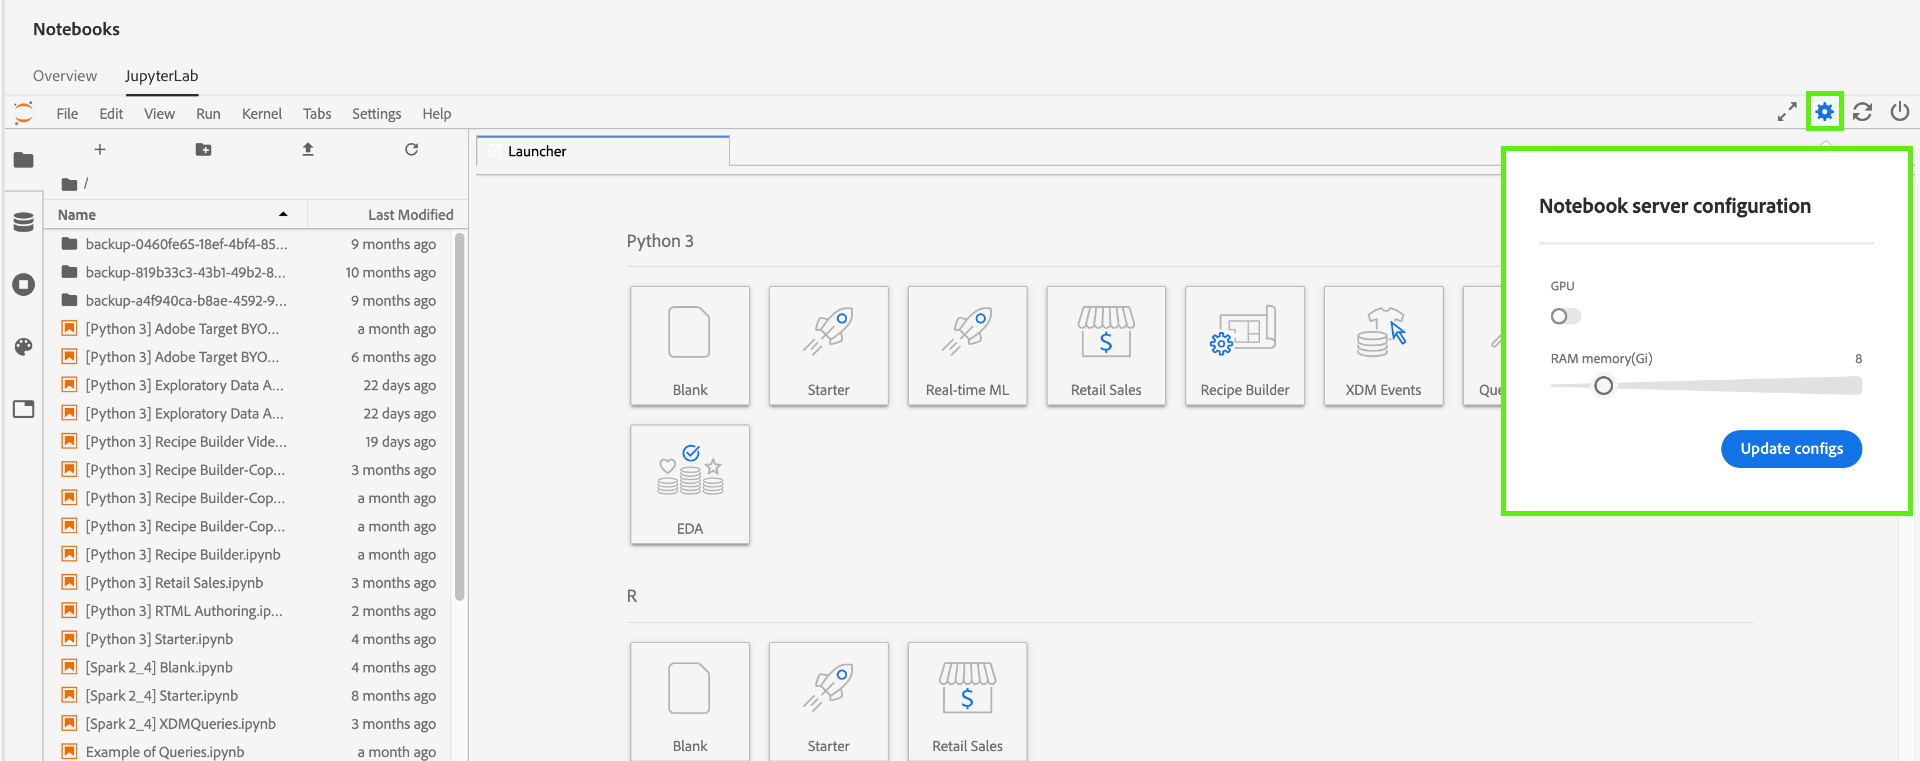 Notebooks
Overview JupyterLab
File Edit View Run Kernel Tabs Settings Help
/
Name Last Modified
backup-0460fe65-18ef-4bf4-85... 9 months ago
backup-819b33c3-43b1-49b2-8... 10 months ago
backup-a4f940ca-b8ae-4592-9... 9 months ago
[Python 3] Adobe Target BYO... a month ago
[Python 3] Adobe Target BYO... 6 months ago
[Python 3] Exploratory Data A... 22 days ago
[Python 3] Exploratory Data A... 22 days ago
[Python 3] Recipe Builder Vide... 19 days ago
[Python 3] Recipe Builder-Cop... 3 months ago
[Python 3] Recipe Builder-Cop... a month ago
[Python 3] Recipe Builder-Cop... a month ago
[Python 3] Recipe Builder.ipynb a month ago
[Python 3] Retail Sales.ipynb 3 months ago
[Python 3] RTML Authoring.ip... 2 months ago
[Python 3] Starter.ipynb 4 months ago
[Spark 2_4] Blank.ipynb 4 months ago
[Spark 2_4] Starter.ipynb 8 months ago
[Spark 2_4] XDMQueries.ipynb 3 months ago
Example of Queries.ipynb a month ago
Launcher
Python 3
Blank Starter Real-time ML Retail Sales Recipe Builder XDM Events Que
EDA
R
Blank Starter Retail Sales
Notebook server configuration
GPU
RAM memory(Gi) 8
Update configs